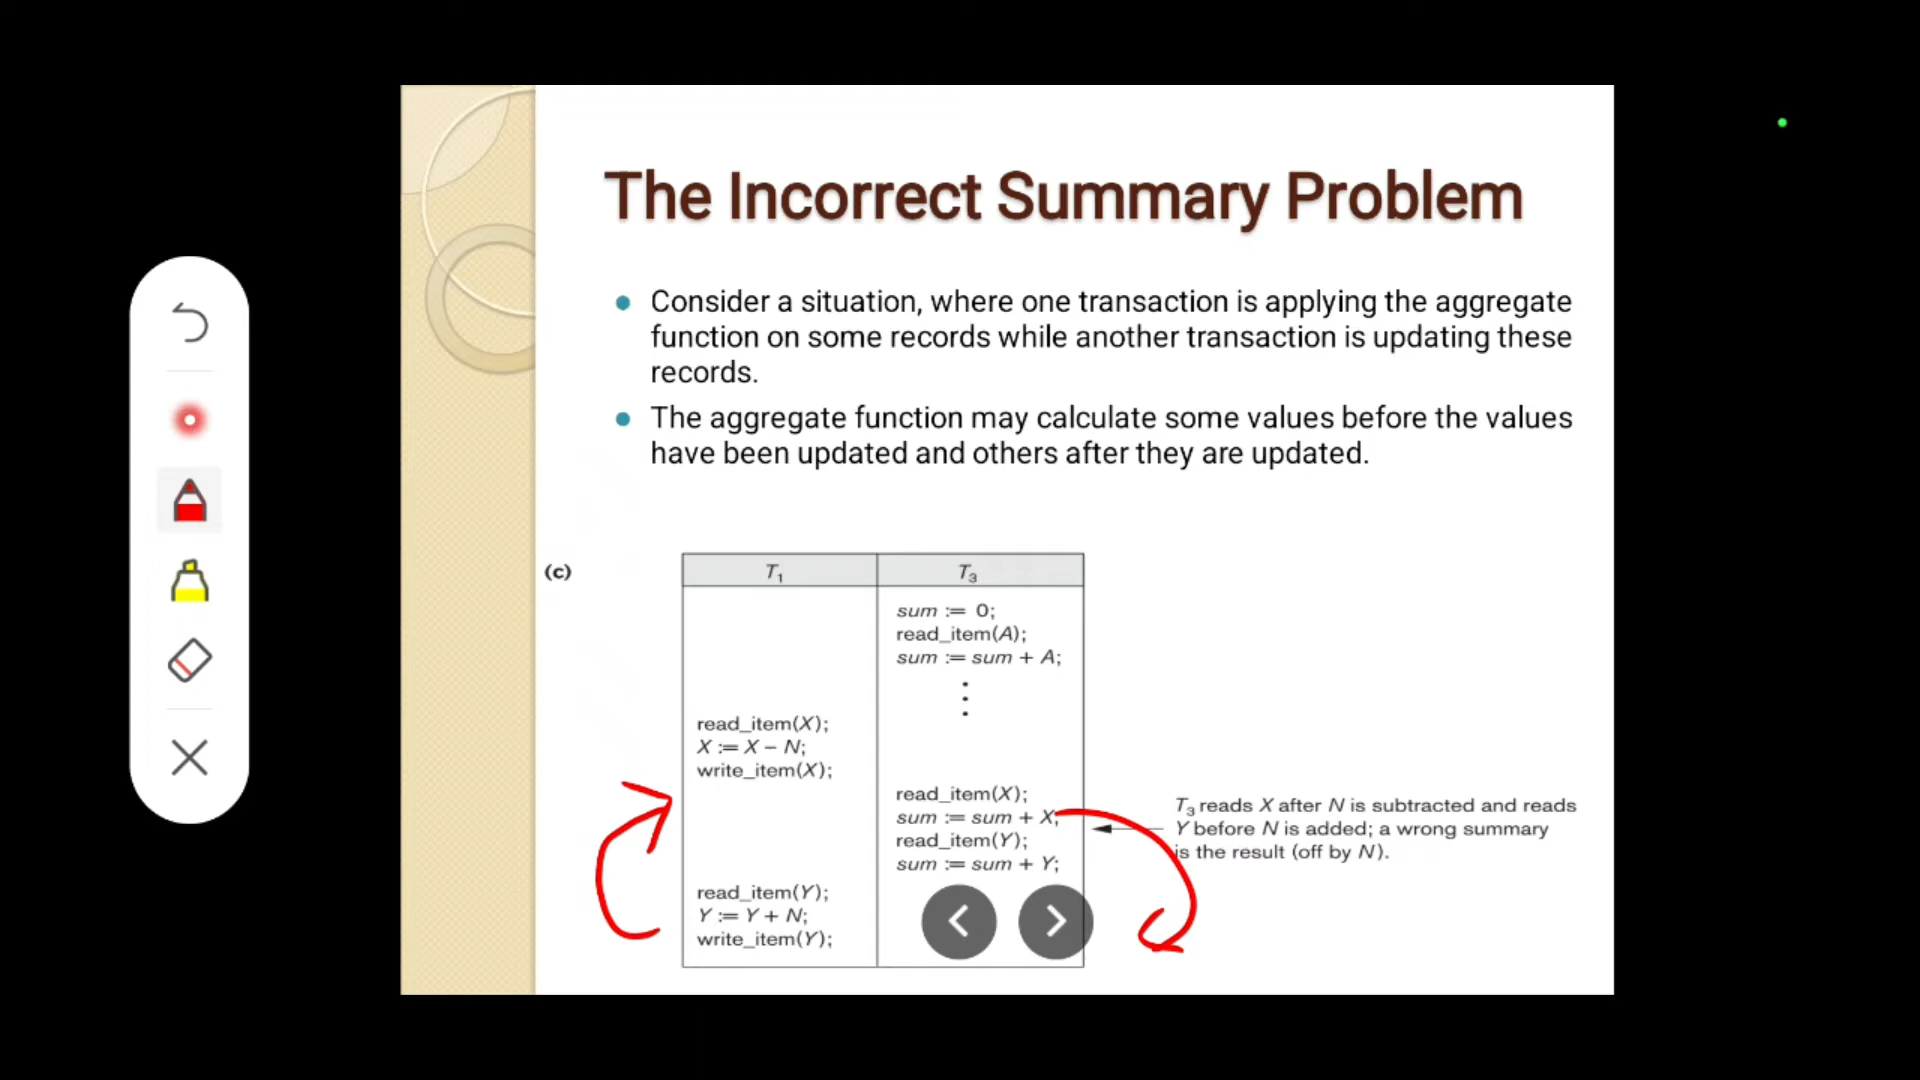 The Incorrect Summary Problem
Consider a situation, where one transaction is applying the aggregate
function on some records while another transaction is updating these
records.
The aggregate function may calculate some values before the values
have been updated and others after they are updated.
(c)
T1 T3
sum := 0;
read_item(A);
sum := sum + A;
⋮
read_item(X);
X := X – N;
write_item(X);
read_item(X);
sum := sum + X;
read_item(Y);
sum := sum + Y;
T3 reads X after N is subtracted and reads
Y before N is added; a wrong summary
is the result (off by N).
read_item(Y);
Y := Y + N;
write_item(Y);